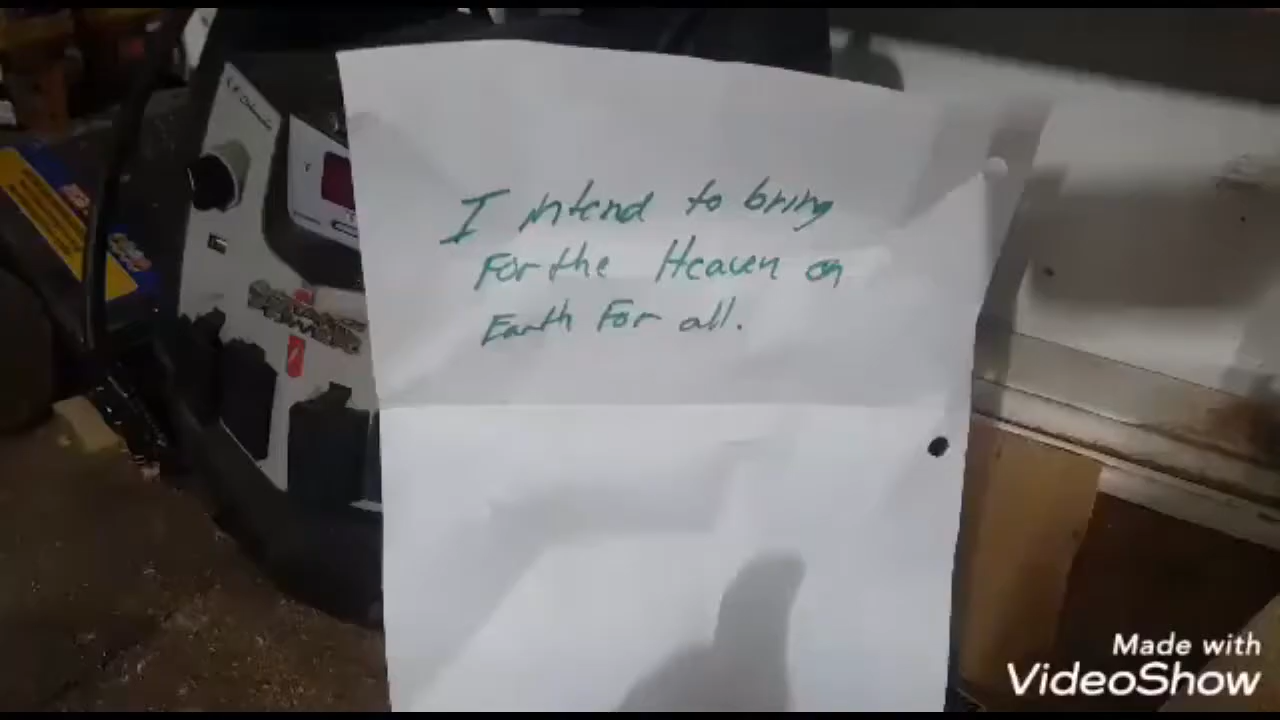 I intend to bring
For the Heaven on
Earth For all.
Made with
VideoShow